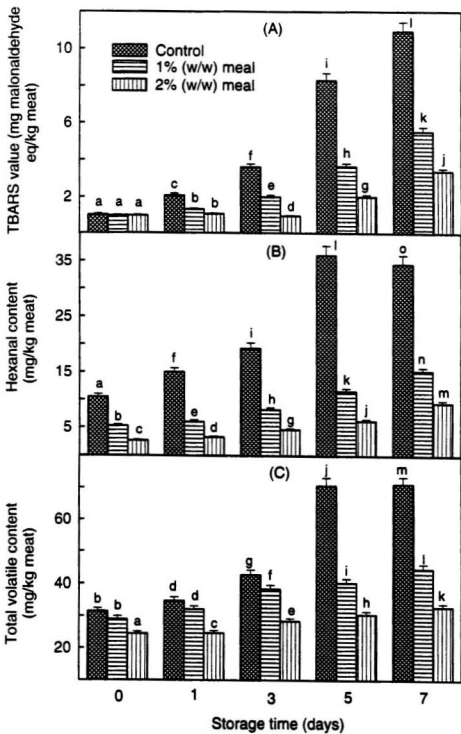 (A)
Control
1% (w/w) meal
2% (w/w) meal
TBARS value (mg malonaldehyde
eq/kg meat)
10
6
2
a a a
c b b
f e d
i h g
l k j
(B)
Hexanal content
(mg/kg meat)
35
25
15
5
a b c
f e d
i h g
l k j
o n m
(C)
Total volatile content
(mg/kg meat)
60
40
20
b b a
d d c
g f e
j i h
m l k
0 1 3 5 7
Storage time (days)